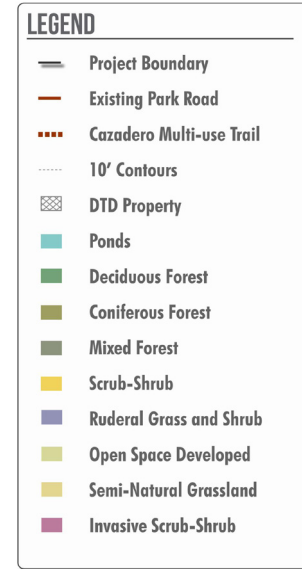 LEGEND
Project Boundary
Existing Park Road
Cazadero Multi-use Trail
10' Contours
DTD Property
Ponds
Deciduous Forest
Coniferous Forest
Mixed Forest
Scrub-Shrub
Ruderal Grass and Shrub
Open Space Developed
Semi-Natural Grassland
Invasive Scrub-Shrub